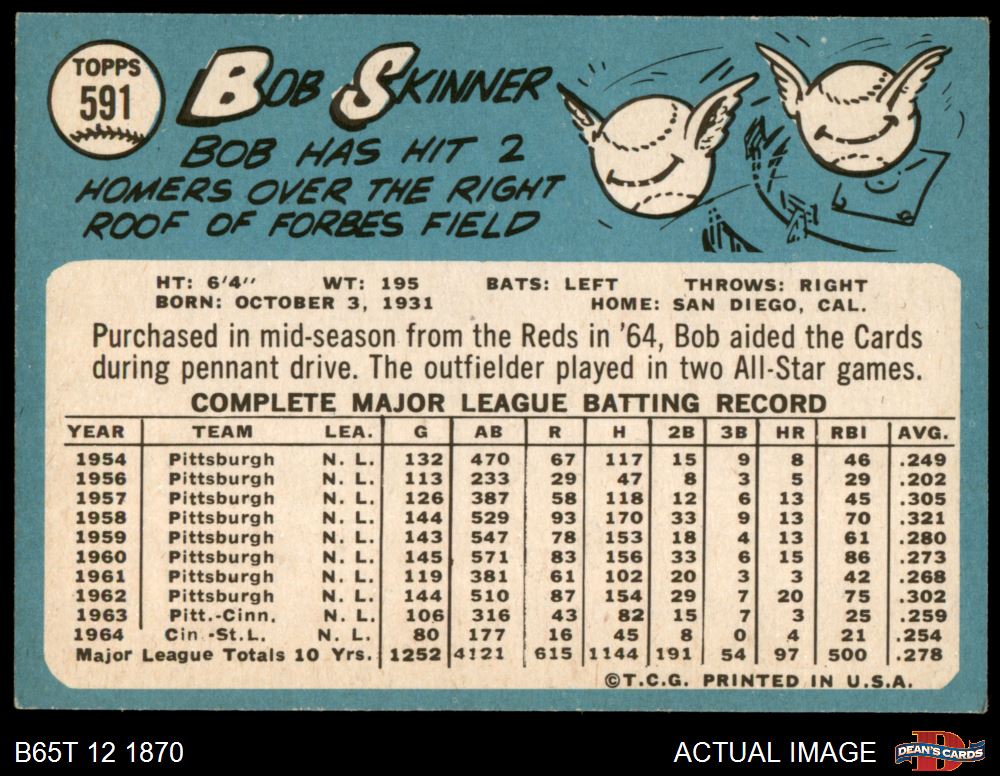 TOPPS
591
BOB SKINNER
BOB HAS HIT 2
HOMERS OVER THE RIGHT
ROOF OF FORBES FIELD
HT: 6'4" WT: 195 BATS: LEFT THROWS: RIGHT
BORN: OCTOBER 3, 1931 HOME: SAN DIEGO, CAL.
Purchased in mid-season from the Reds in '64, Bob aided the Cards
during pennant drive. The outfielder played in two All-Star games.
COMPLETE MAJOR LEAGUE BATTING RECORD
YEAR TEAM LEA. G AB R H 2B 3B HR RBI AVG.
1954 Pittsburgh N. L. 132 470 67 117 15 9 8 46 .249
1956 Pittsburgh N. L. 113 233 29 47 8 3 5 29 .202
1957 Pittsburgh N. L. 126 387 58 118 12 6 13 45 .305
1958 Pittsburgh N. L. 144 529 93 170 33 9 13 70 .321
1959 Pittsburgh N. L. 143 547 78 153 18 4 13 61 .280
1960 Pittsburgh N. L. 145 571 83 156 33 6 15 86 .273
1961 Pittsburgh N. L. 119 381 61 102 20 3 3 42 .268
1962 Pittsburgh N. L. 144 510 87 154 29 7 20 75 .302
1963 Pitt.-Cinn. N. L. 106 316 43 82 15 7 3 25 .259
1964 Cin.-St.L. N. L. 80 177 16 45 8 0 4 21 .254
Major League Totals 10 Yrs. 1252 4121 615 1144 191 54 97 500 .278
©T.C.G. PRINTED IN U.S.A.
B65T 12 1870 ACTUAL IMAGE DEAN'S CARDS